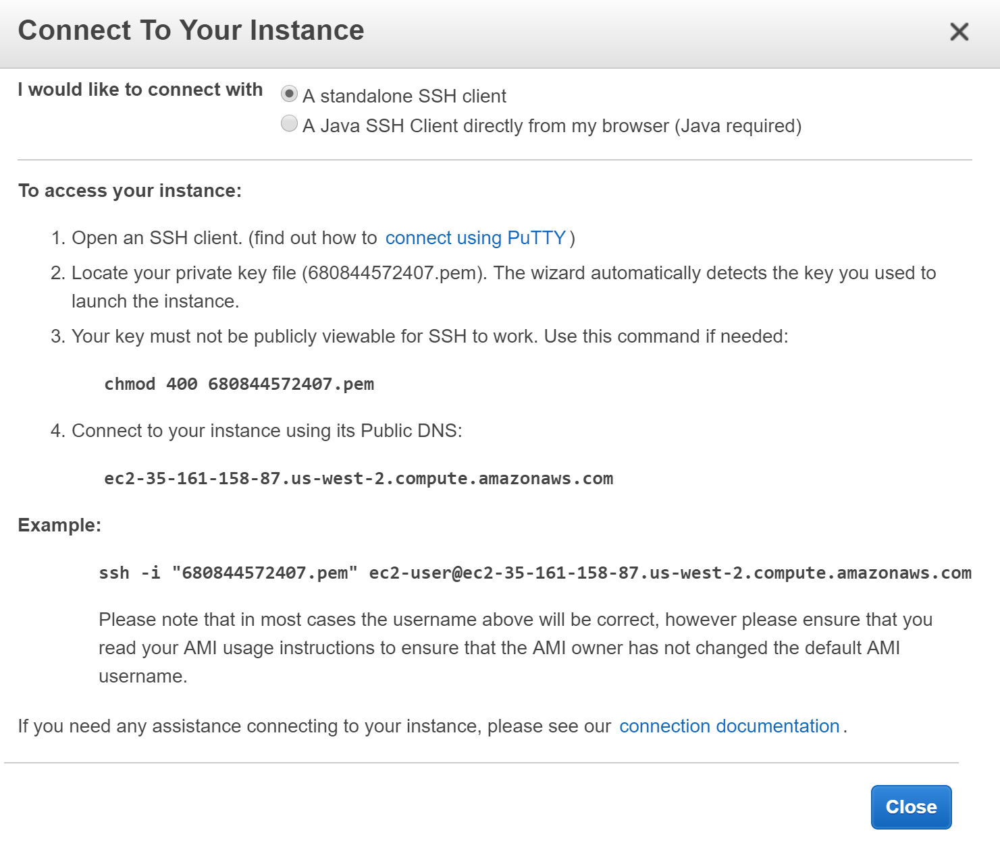 Connect To Your Instance
I would like to connect with
A standalone SSH client
A Java SSH Client directly from my browser (Java required)
To access your instance:
1. Open an SSH client. (find out how to connect using PuTTY)
2. Locate your private key file (680844572407.pem). The wizard automatically detects the key you used to
launch the instance.
3. Your key must not be publicly viewable for SSH to work. Use this command if needed:
chmod 400 680844572407.pem
4. Connect to your instance using its Public DNS:
ec2-35-161-158-87.us-west-2.compute.amazonaws.com
Example:
ssh -i "680844572407.pem" ec2-user@ec2-35-161-158-87.us-west-2.compute.amazonaws.com
Please note that in most cases the username above will be correct, however please ensure that you
read your AMI usage instructions to ensure that the AMI owner has not changed the default AMI
username.
If you need any assistance connecting to your instance, please see our connection documentation.
Close